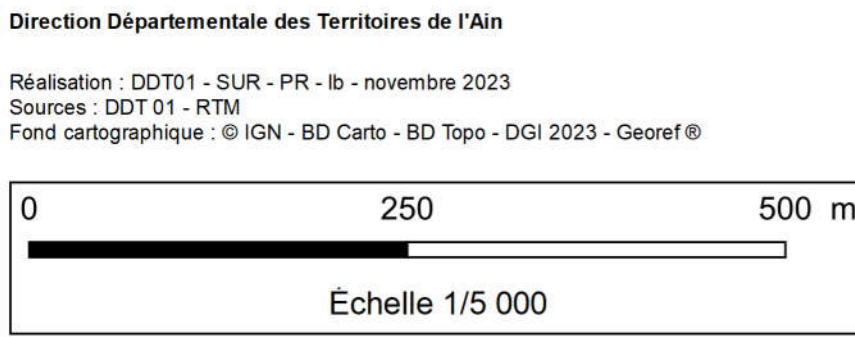 Direction Départementale des Territoires de l'Ain
Réalisation : DDT01 - SUR - PR - lb - novembre 2023
Sources : DDT 01 - RTM
Fond cartographique : © IGN - BD Carto - BD Topo - DGI 2023 - Georef ®
0 250 500 m
Échelle 1/5 000